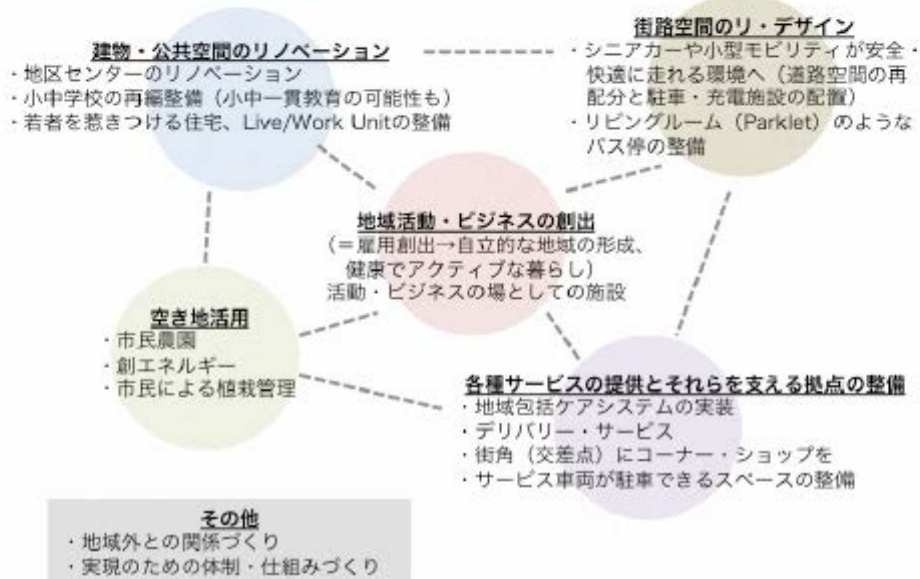 建物・公共空間のリノベーション
・地区センターのリノベーション
・小中学校の再編整備（小中一貫教育の可能性も）
・若者を惹きつける住宅、Live/Work Unitの整備
街路空間のリ・デザイン
・シニアカーや小型モビリティが安全・
快適に走れる環境へ（道路空間の再
配分と駐車・充電施設の配置）
・リビングルーム（Parklet）のような
バス停の整備
地域活動・ビジネスの創出
（＝雇用創出→自立的な地域の形成、
健康でアクティブな暮らし）
活動・ビジネスの場としての施設
空き地活用
・市民農園
・創エネルギー
・市民による植栽管理
各種サービスの提供とそれらを支える拠点の整備
・地域包括ケアシステムの実装
・デリバリー・サービス
・街角（交差点）にコーナー・ショップを
・サービス車両が駐車できるスペースの整備
その他
・地域外との関係づくり
・実現のための体制・仕組みづくり